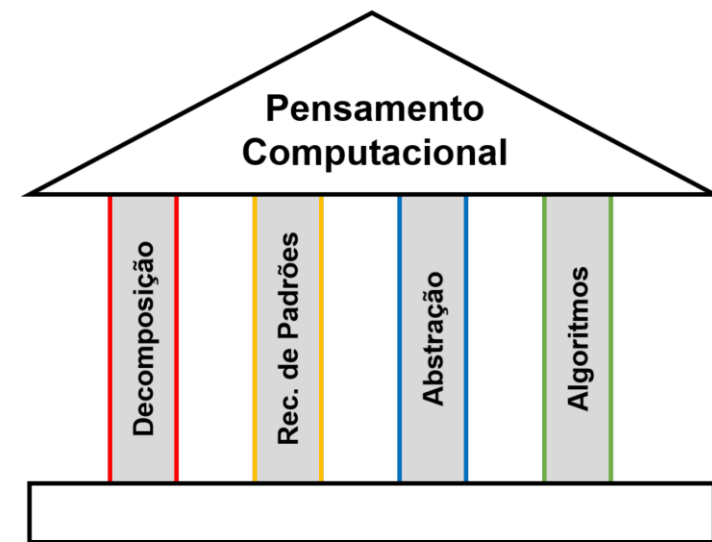 Pensamento
Computacional
Decomposição
Rec. de Padrões
Abstração
Algoritmos